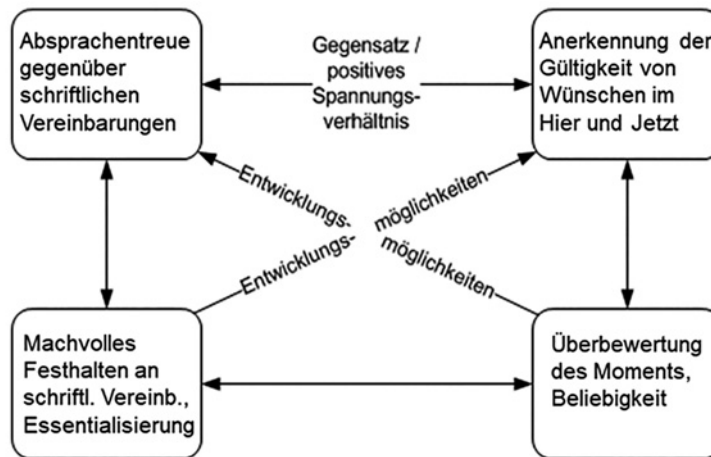 Absprachentreue
gegenüber
schriftlichen
Vereinbarungen
Gegensatz /
positives
Spannungs-
verhältnis
Anerkennung der
Gültigkeit von
Wünschen im
Hier und Jetzt
Entwicklungs-
möglichkeiten
Entwicklungs-
möglichkeiten
Machvolles
Festhalten an
schriftl. Vereinb.,
Essentialisierung
Überbewertung
des Moments,
Beliebigkeit